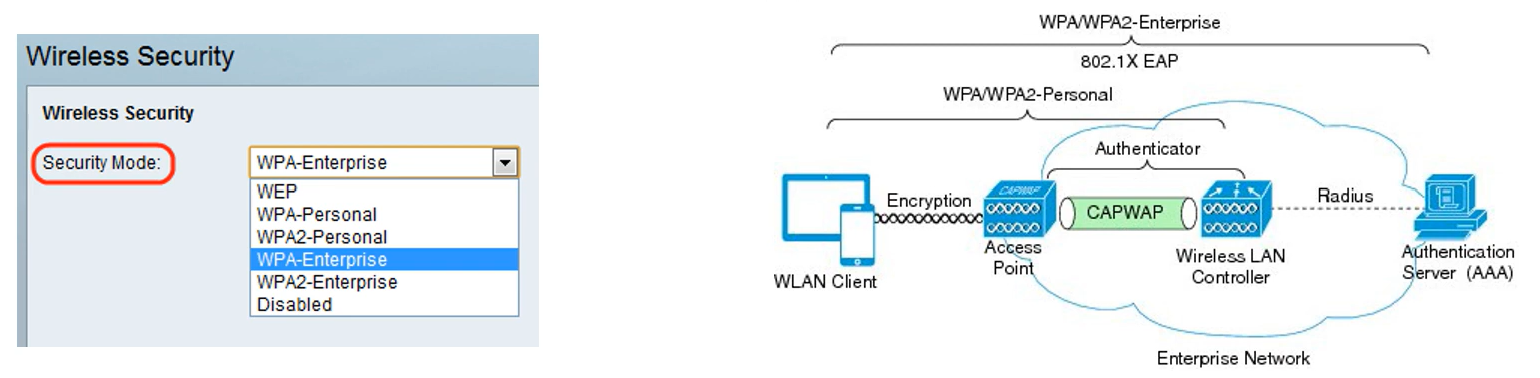 Wireless Security
Wireless Security
Security Mode:
WPA-Enterprise
WEP
WPA-Personal
WPA2-Personal
WPA-Enterprise
WPA2-Enterprise
Disabled
WPA/WPA2-Enterprise
802.1X EAP
WPA/WPA2-Personal
Authenticator
Encryption
CAPWAP
CAPWAP
Radius
WLAN Client
Access
Point
Wireless LAN
Controller
Authentication
Server (AAA)
Enterprise Network